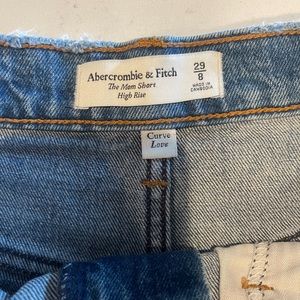 Abercrombie & Fitch
The Mom Short
High Rise
29
8
MADE IN
CAMBODIA
Curve
Love